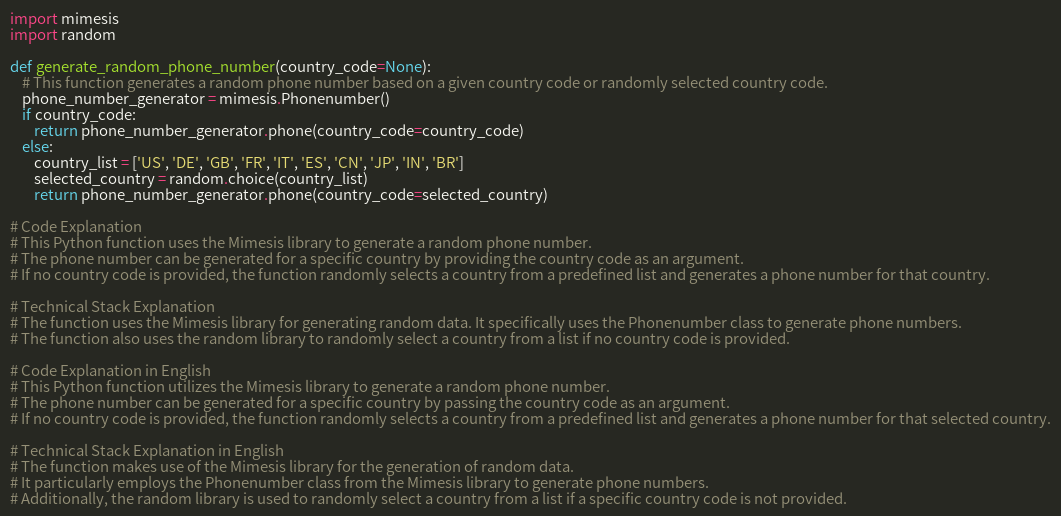 import mimesis
import random
def generate_random_phone_number(country_code=None):
# This function generates a random phone number based on a given country code or randomly selected country code.
phone_number_generator = mimesis.Phonenumber()
if country_code:
return phone_number_generator.phone(country_code=country_code)
else:
country_list = ['US', 'DE', 'GB', 'FR', 'IT', 'ES', 'CN', 'JP', 'IN', 'BR']
selected_country = random.choice(country_list)
return phone_number_generator.phone(country_code=selected_country)
# Code Explanation
# This Python function uses the Mimesis library to generate a random phone number.
# The phone number can be generated for a specific country by providing the country code as an argument.
# If no country code is provided, the function randomly selects a country from a predefined list and generates a phone number for that country.
# Technical Stack Explanation
# The function uses the Mimesis library for generating random data. It specifically uses the Phonenumber class to generate phone numbers.
# The function also uses the random library to randomly select a country from a list if no country code is provided.
# Code Explanation in English
# This Python function utilizes the Mimesis library to generate a random phone number.
# The phone number can be generated for a specific country by passing the country code as an argument.
# If no country code is provided, the function randomly selects a country from a predefined list and generates a phone number for that selected country.
# Technical Stack Explanation in English
# The function makes use of the Mimesis library for the generation of random data.
# It particularly employs the Phonenumber class from the Mimesis library to generate phone numbers.
# Additionally, the random library is used to randomly select a country from a list if a specific country code is not provided.